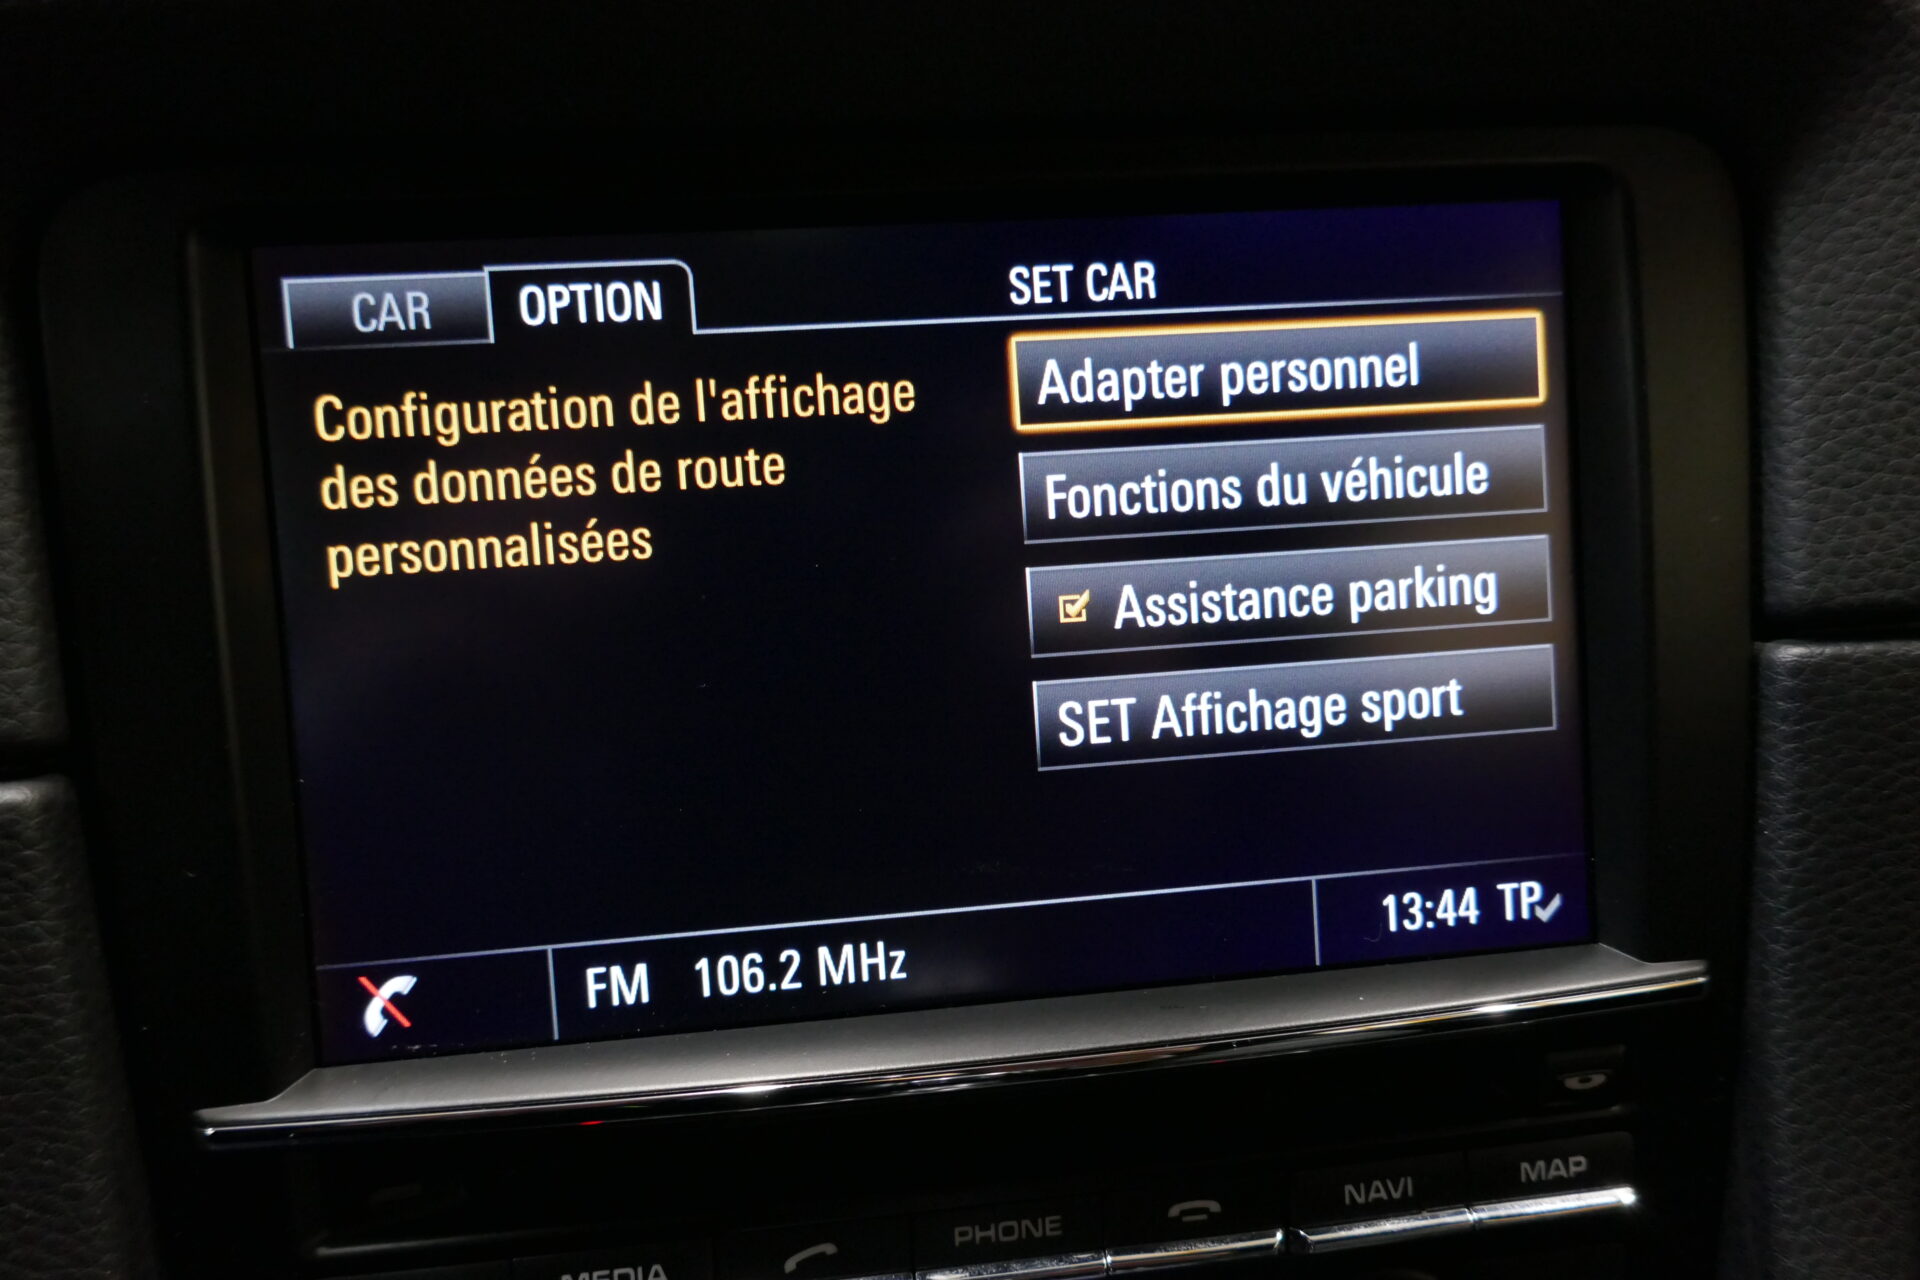 CAR
OPTION
SET CAR
Configuration de l'affichage
des données de route
personnalisées
Adapter personnel
Fonctions du véhicule
Assistance parking
SET Affichage sport
FM 106.2 MHz
13:44 TP
MEDIA
PHONE
NAVI
MAP